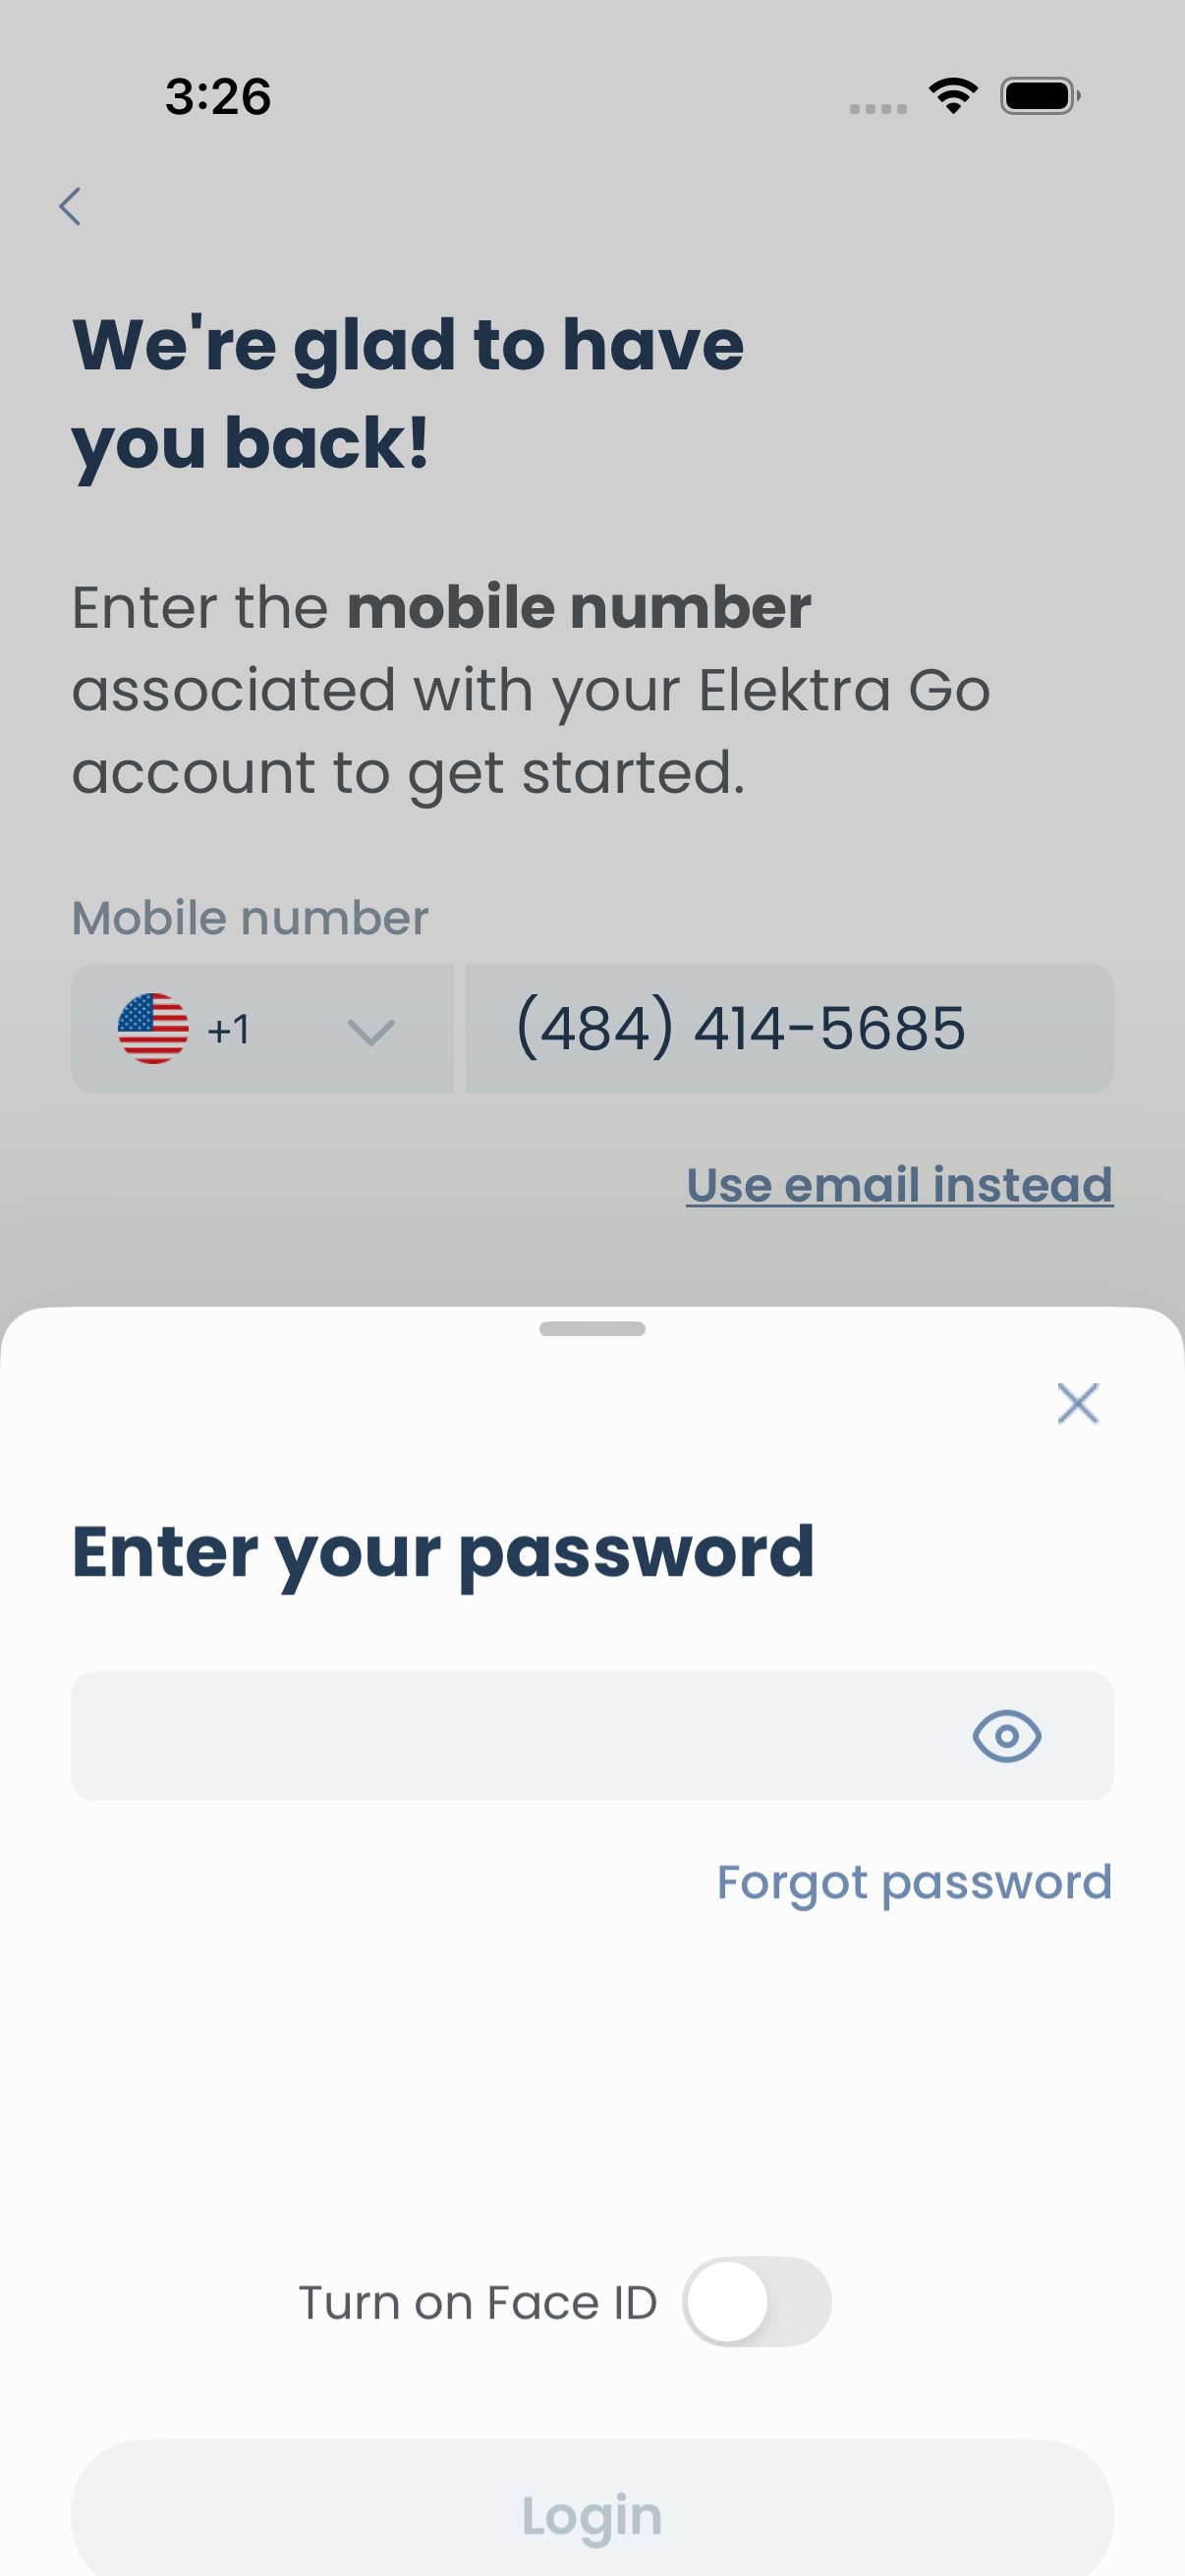 3:26
We're glad to have
you back!
Enter the mobile number
associated with your Elektra Go
account to get started.
Mobile number
+1
(484) 414-5685
Use email instead
Enter your password
Forgot password
Turn on Face ID
Login